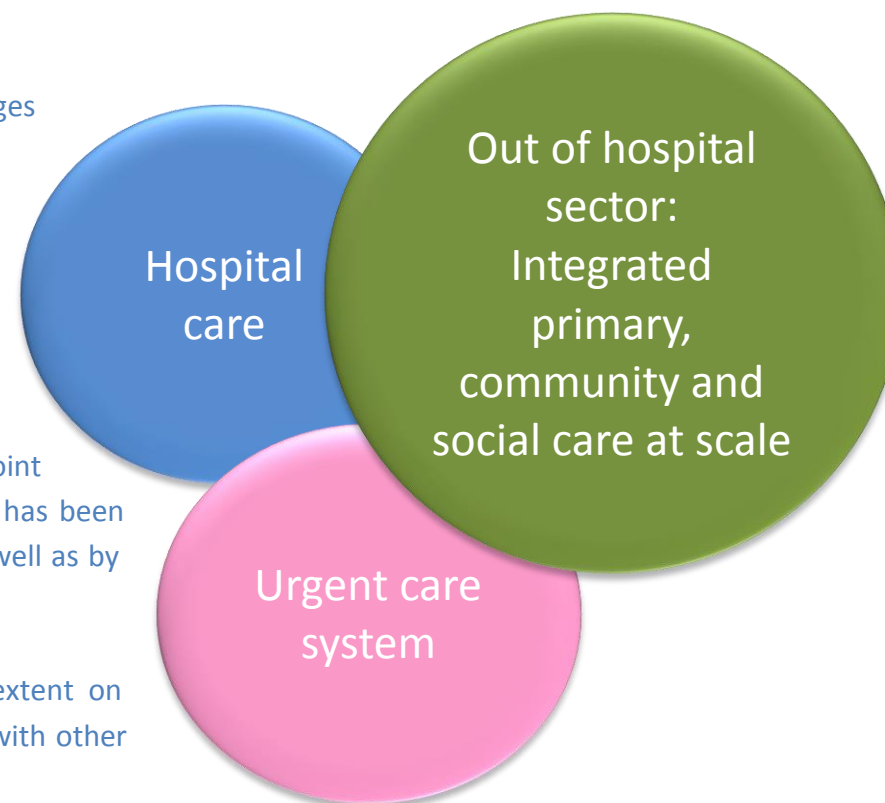 ges
Hospital
care
Out of hospital
sector:
Integrated
primary,
community and
social care at scale
oint
has been
well as by
Urgent care
system
extent on
with other